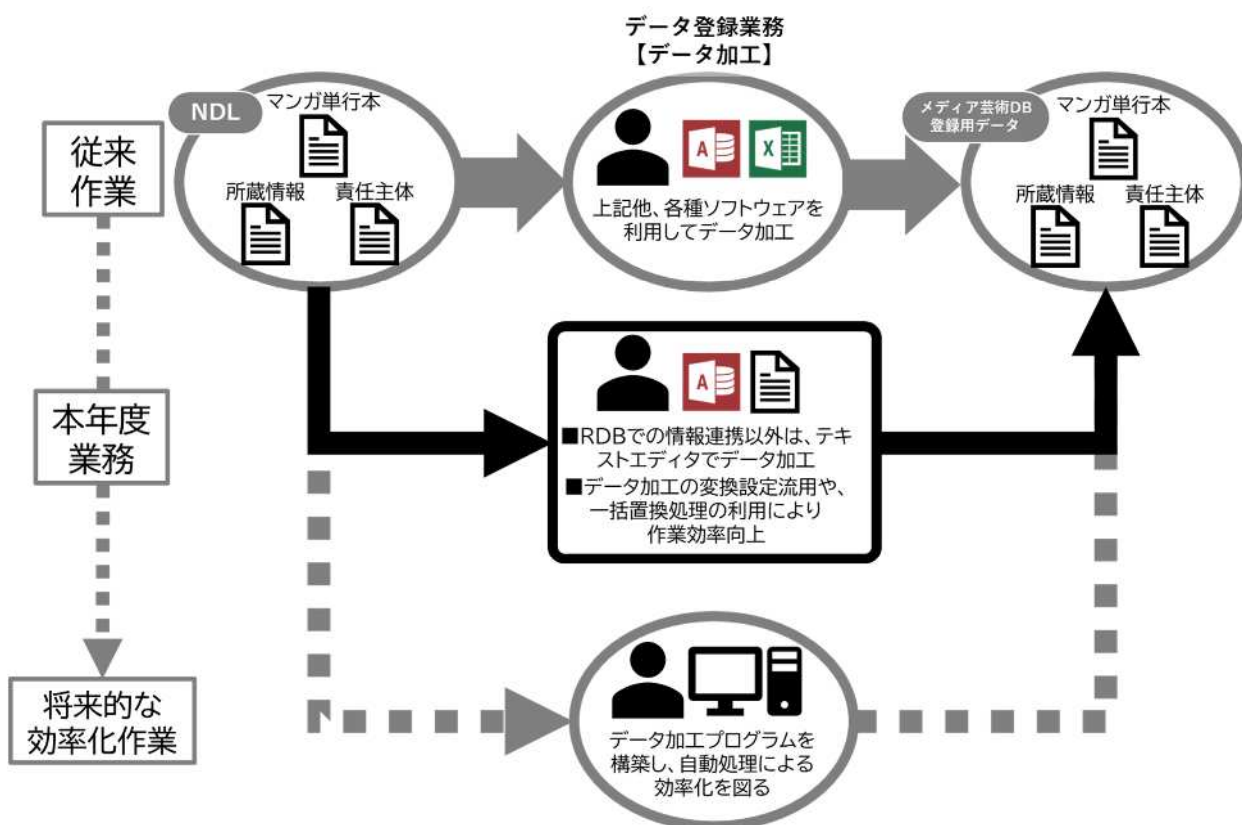 データ登録業務
【データ加工】
NDL
マンガ単行本
所蔵情報
責任主体
従来
作業
A
X
上記他、各種ソフトウェアを
利用してデータ加工
メディア芸術DB
登録用データ
マンガ単行本
所蔵情報
責任主体
本年度
業務
A
■RDBでの情報連携以外は、テキ
ストエディタでデータ加工
■データ加工の変換設定流用や、
一括置換処理の利用により
作業効率向上
将来的な
効率化作業
データ加工プログラムを
構築し、自動処理による
効率化を図る